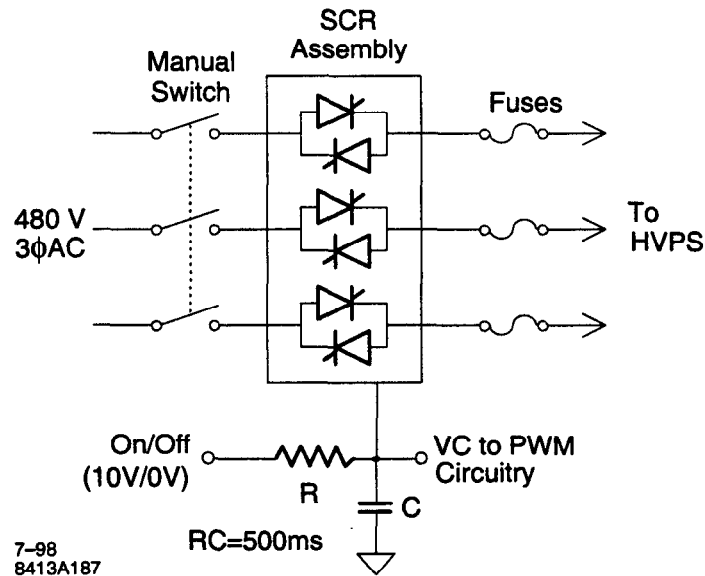 SCR
Assembly
Manual
Switch
Fuses
480 V
3ϕAC
To
HVPS
On/Off
(10V/0V)
R
VC to PWM
Circuitry
C
RC=500ms
7–98
8413A187